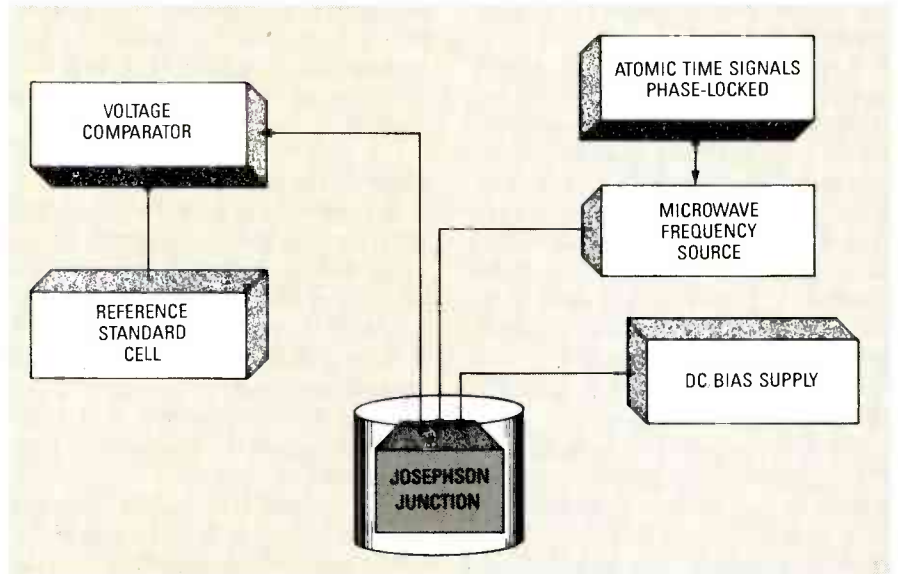 VOLTAGE
COMPARATOR
REFERENCE
STANDARD
CELL
ATOMIC TIME SIGNALS
PHASE-LOCKED
MICROWAVE
FREQUENCY
SOURCE
DC BIAS SUPPLY
JOSEPHSON
JUNCTION